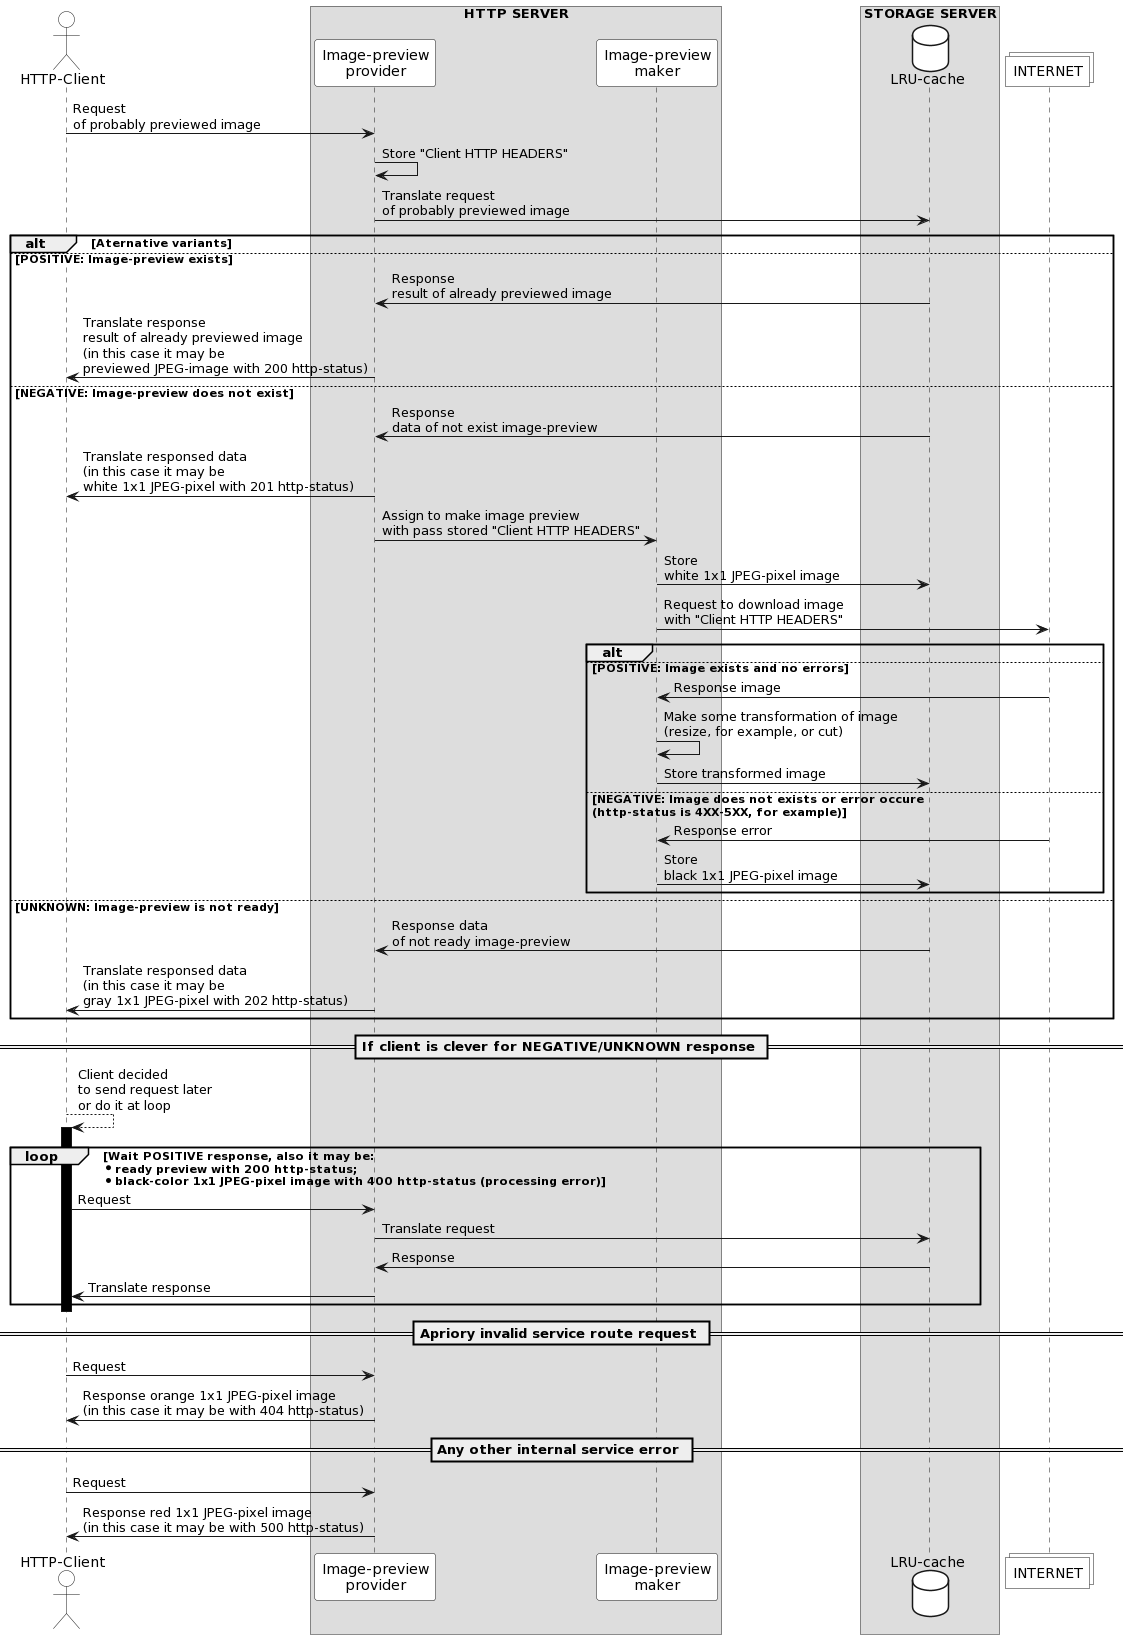 HTTP SERVER
STORAGE SERVER
HTTP-Client
Image-preview
provider
Image-preview
maker
LRU-cache
INTERNET
Request
of probably previewed image
Store "Client HTTP HEADERS"
Translate request
of probably previewed image
alt [Aternative variants]
[POSITIVE: Image-preview exists]
Response
result of already previewed image
Translate response
result of already previewed image
(in this case it may be
previewed JPEG-image with 200 http-status)
[NEGATIVE: Image-preview does not exist]
Response
data of not exist image-preview
Translate responsed data
(in this case it may be
white 1x1 JPEG-pixel with 201 http-status)
Assign to make image preview
with pass stored "Client HTTP HEADERS"
Store
white 1x1 JPEG-pixel image
Request to download image
with "Client HTTP HEADERS"
alt
[POSITIVE: Image exists and no errors]
Response image
Make some transformation of image
(resize, for example, or cut)
Store transformed image
[NEGATIVE: Image does not exists or error occure
(http-status is 4XX-5XX, for example)]
Response error
Store
black 1x1 JPEG-pixel image
[UNKNOWN: Image-preview is not ready]
Response data
of not ready image-preview
Translate responsed data
(in this case it may be
gray 1x1 JPEG-pixel with 202 http-status)
If client is clever for NEGATIVE/UNKNOWN response
Client decided
to send request later
or do it at loop
loop [Wait POSITIVE response, also it may be:
• ready preview with 200 http-status;
• black-color 1x1 JPEG-pixel image with 400 http-status (processing error)]
Request
Translate request
Response
Translate response
Apriory invalid service route request
Request
Response orange 1x1 JPEG-pixel image
(in this case it may be with 404 http-status)
Any other internal service error
Request
Response red 1x1 JPEG-pixel image
(in this case it may be with 500 http-status)
HTTP-Client
Image-preview
provider
Image-preview
maker
LRU-cache
INTERNET